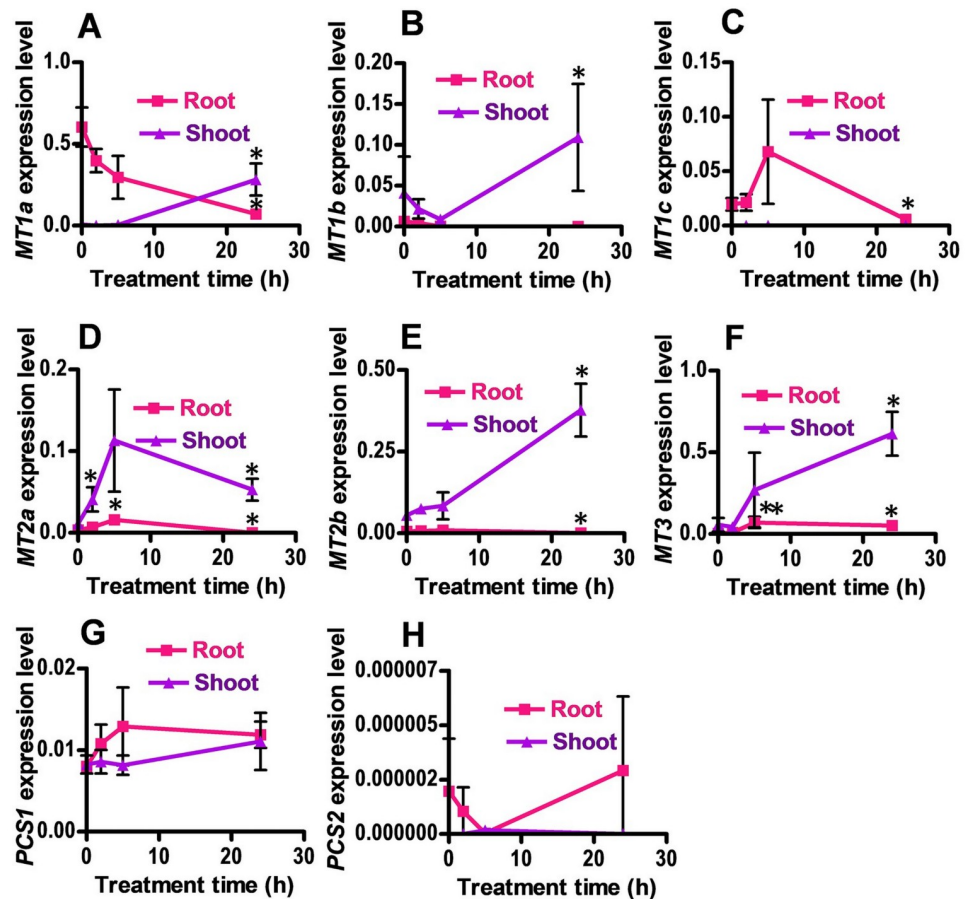 A
MT1a expression level
1.0
0.5
0.0
Root
Shoot
*
*
0 10 20 30
Treatment time (h)
B
MT1b expression level
0.20
0.15
0.10
0.05
0.00
Root
Shoot
*
0 10 20 30
Treatment time (h)
C
MT1c expression level
0.15
0.10
0.05
0.00
Root
Shoot
*
0 10 20 30
Treatment time (h)
D
MT2a expression level
0.2
0.1
0.0
Root
Shoot
*
*
*
*
0 10 20 30
Treatment time (h)
E
MT2b expression level
0.50
0.25
0.00
Root
Shoot
*
*
0 10 20 30
Treatment time (h)
F
MT3 expression level
1.0
0.5
0.0
Root
Shoot
*
**
*
0 10 20 30
Treatment time (h)
G
PCS1 expression level
0.02
0.01
0.00
Root
Shoot
0 10 20 30
Treatment time (h)
H
PCS2 expression level
0.000007
0.000005
0.000002
0.000000
Root
Shoot
0 10 20 30
Treatment time (h)